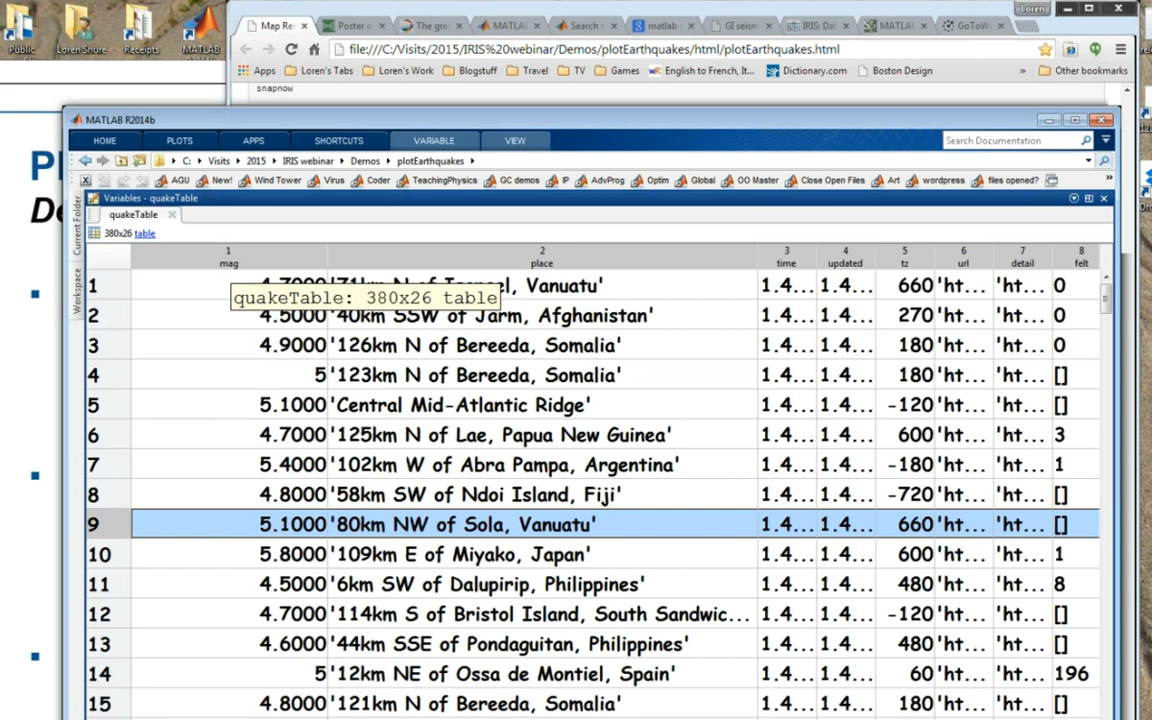 Loren
Map Re
Poster o
The gre
MATLAB
Search
matlab
GI seism
IRIS: Dat
MATLAB
GoToW
Public
Loren Shure
Receipts
MATLAB
file:///C:/Visits/2015/IRIS%20webinar/Demos/plotEarthquakes/html/plotEarthquakes.html
Apps Loren's Tabs Loren's Work Blogstuff Travel TV Games English to French, It... Dictionary.com Boston Design » Other bookmarks
snapnow
MATLAB R2014b
HOME PLOTS APPS SHORTCUTS VARIABLE VIEW Search Documentation
C: Visits 2015 IRIS webinar Demos plotEarthquakes
AGU New! Wind Tower Virus Coder TeachingPhysics GC demos IP AdvProg Optim Global OO Master Close Open Files Art wordpress files opened? »
Variables - quakeTable
quakeTable
380x26 table
Current Folder
Workspace
1 2 3 4 5 6 7 8
mag place time updated tz url detail felt
1 4.7000 el, Vanuatu' 1.4... 1.4... 660 'ht... 'ht... 0
quakeTable: 380x26 table
2 4.5000 '40km SSW of Jarm, Afghanistan' 1.4... 1.4... 270 'ht... 'ht... 0
3 4.9000 '126km N of Bereeda, Somalia' 1.4... 1.4... 180 'ht... 'ht... 0
4 5 '123km N of Bereeda, Somalia' 1.4... 1.4... 180 'ht... 'ht... []
5 5.1000 'Central Mid-Atlantic Ridge' 1.4... 1.4... -120 'ht... 'ht... []
6 4.7000 '125km N of Lae, Papua New Guinea' 1.4... 1.4... 600 'ht... 'ht... 3
7 5.4000 '102km W of Abra Pampa, Argentina' 1.4... 1.4... -180 'ht... 'ht... 1
8 4.8000 '58km SW of Ndoi Island, Fiji' 1.4... 1.4... -720 'ht... 'ht... []
9 5.1000 '80km NW of Sola, Vanuatu' 1.4... 1.4... 660 'ht... 'ht... []
10 5.8000 '109km E of Miyako, Japan' 1.4... 1.4... 600 'ht... 'ht... 1
11 4.5000 '6km SW of Dalupirip, Philippines' 1.4... 1.4... 480 'ht... 'ht... 8
12 4.7000 '114km S of Bristol Island, South Sandwic... 1.4... 1.4... -120 'ht... 'ht... []
13 4.6000 '44km SSE of Pondaguitan, Philippines' 1.4... 1.4... 480 'ht... 'ht... []
14 5 '12km NE of Ossa de Montiel, Spain' 1.4... 1.4... 60 'ht... 'ht... 196
15 4.8000 '121km N of Bereeda, Somalia' 1.4... 1.4... 180 'ht... 'ht... []